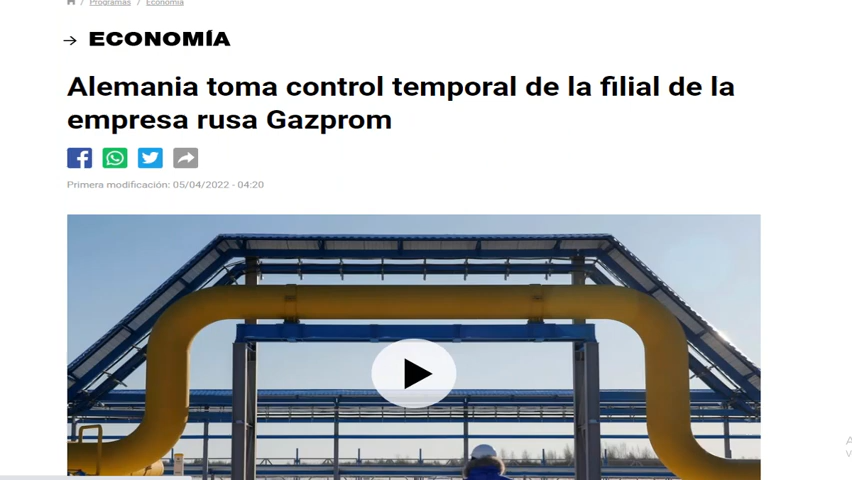 / Programas / Economía
ECONOMÍA
Alemania toma control temporal de la filial de la
empresa rusa Gazprom
Primera modificación: 05/04/2022 - 04:20